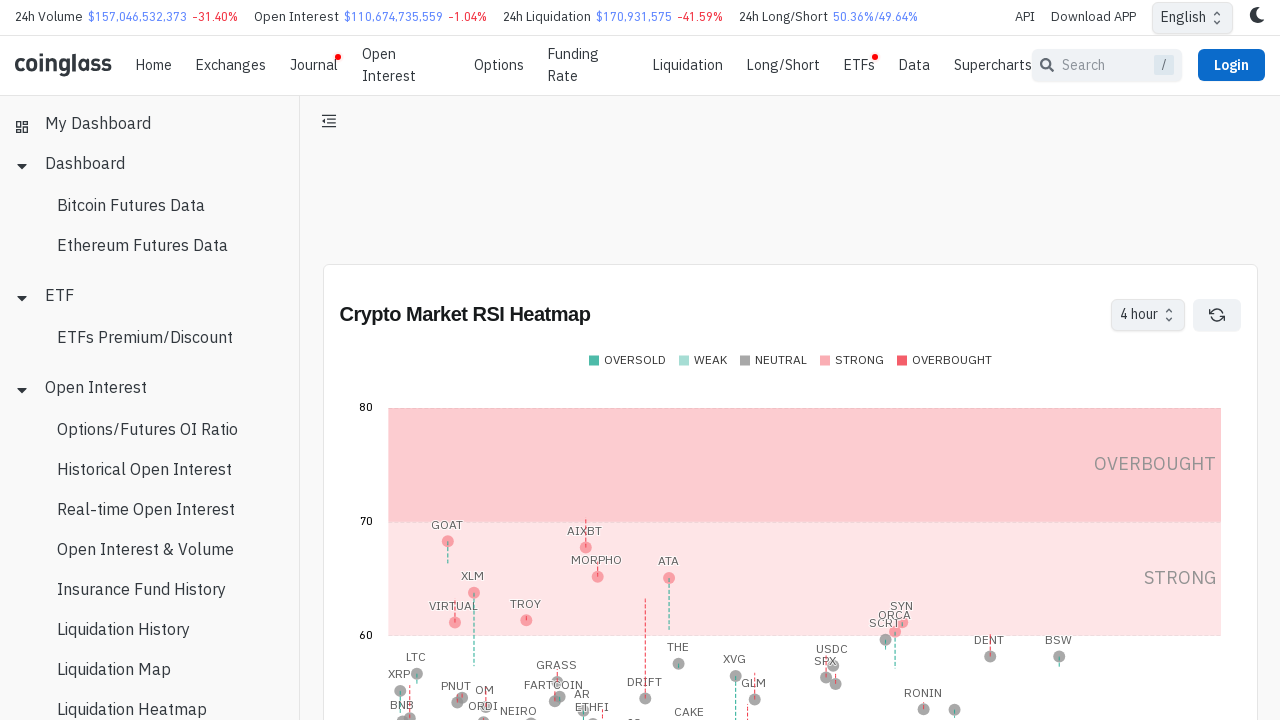 24h Volume $157,046,532,373 -31.40% Open Interest $110,674,735,559 -1.04% 24h Liquidation $170,931,575 -41.59% 24h Long/Short 50.36%/49.64% API Download APP English
coinglass Home Exchanges Journal Open Interest Options Funding Rate Liquidation Long/Short ETFs Data Supercharts Search / Login
My Dashboard
Dashboard
Bitcoin Futures Data
Ethereum Futures Data
ETF
ETFs Premium/Discount
Open Interest
Options/Futures OI Ratio
Historical Open Interest
Real-time Open Interest
Open Interest & Volume
Insurance Fund History
Liquidation History
Liquidation Map
Liquidation Heatmap
Crypto Market RSI Heatmap 4 hour
OVERSOLD WEAK NEUTRAL STRONG OVERBOUGHT
80
OVERBOUGHT
70
GOAT AIXBT
MORPHO ATA
XLM STRONG
VIRTUAL TROY SYN
ORCA
SCRT
60
DENT BSW
THE USDC
LTC GRASS XVG SPX
XRP
PNUT OM FARTCOIN AR DRIFT GLM RONIN
BNB ORDI NEIRO ETHFI CAKE